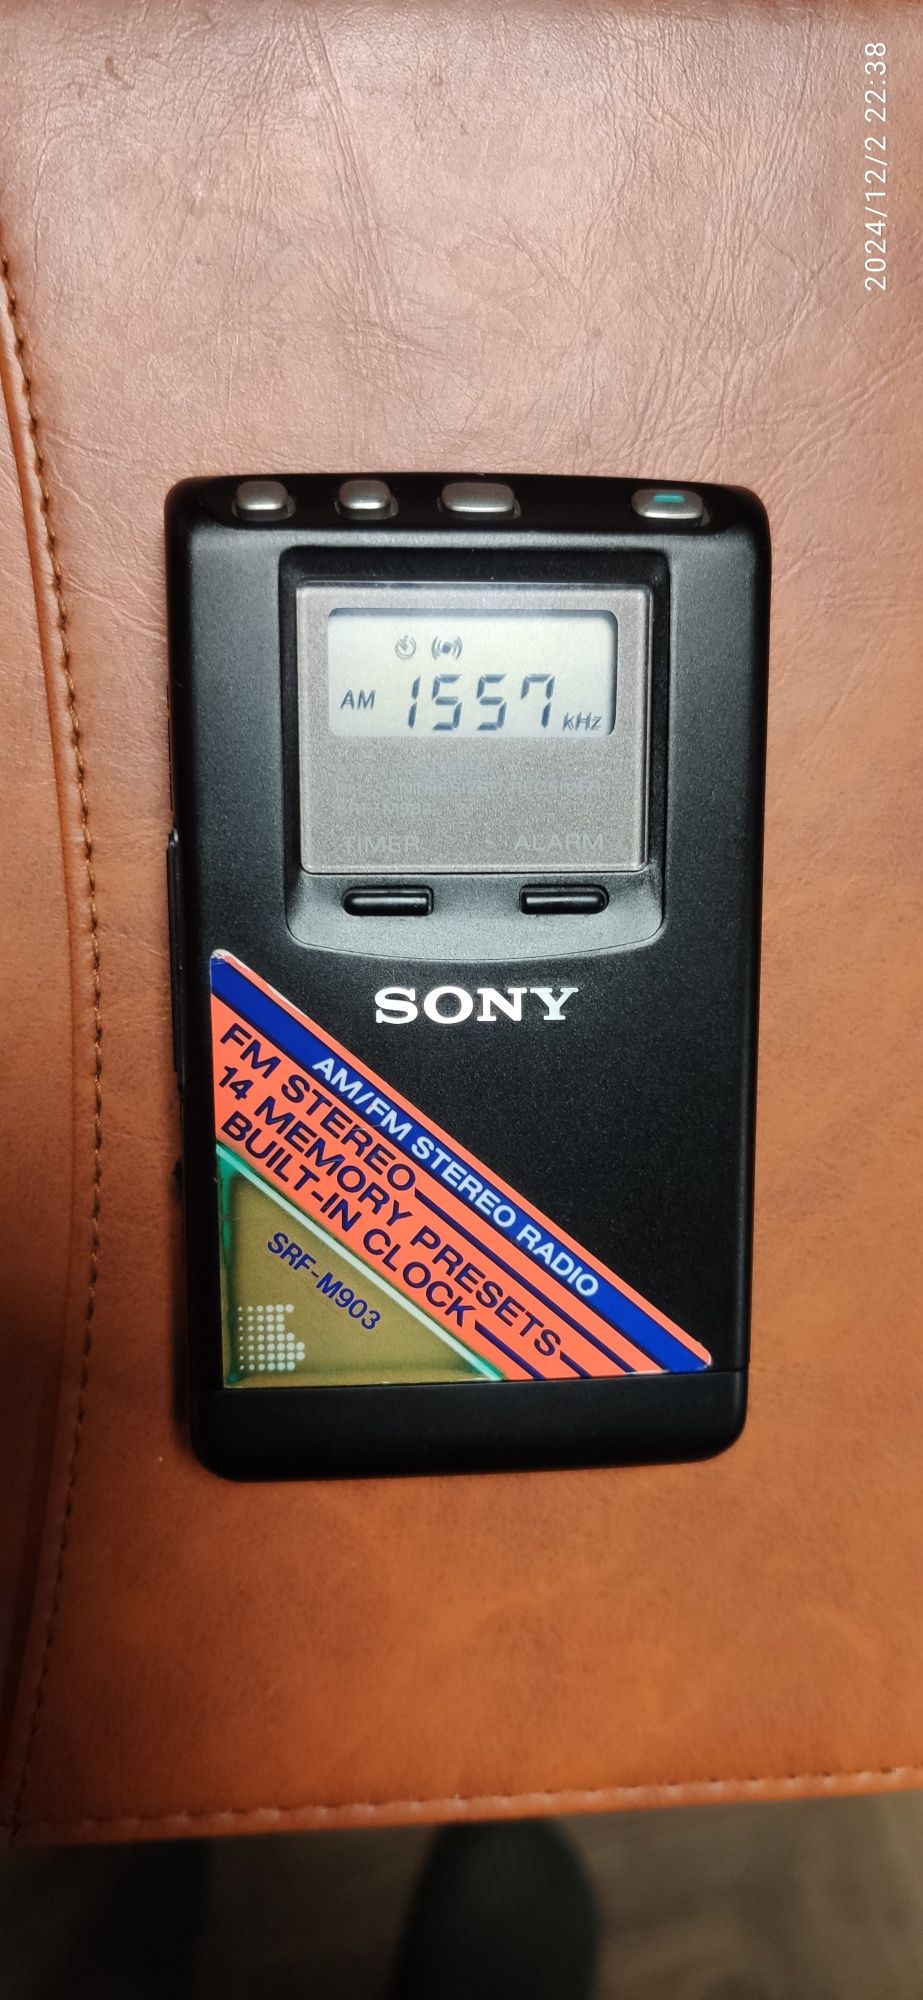 2024/12/2 22:38
AM 1557 kHz
TIMER ALARM
SONY
AM/FM STEREO RADIO
FM STEREO
14 MEMORY PRESETS
BUILT-IN CLOCK
SRF-M903